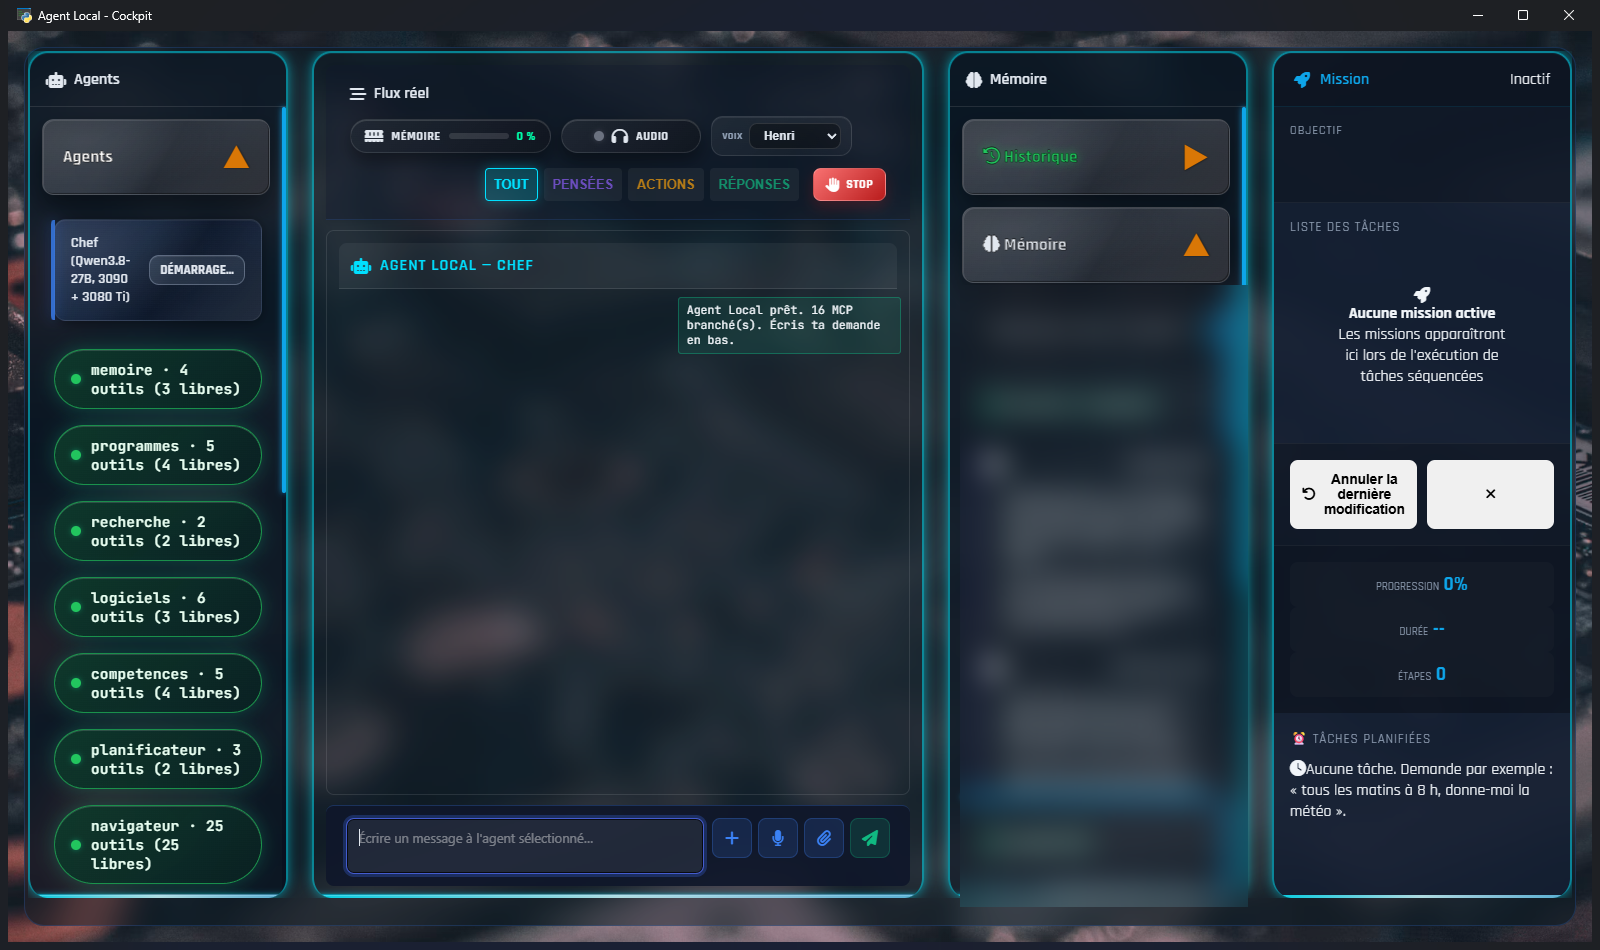 Agent Local - Cockpit
Agents
Agents
Chef
(Qwen3.8-
27B, 3090
+ 3080 Ti)
DÉMARRAGE...
memoire · 4
outils (3 libres)
programmes · 5
outils (4 libres)
recherche · 2
outils (2 libres)
logiciels · 6
outils (3 libres)
competences · 5
outils (4 libres)
planificateur · 3
outils (2 libres)
navigateur · 25
outils (25
libres)
Flux réel
MÉMOIRE 0 %
AUDIO
VOIX Henri
TOUT PENSÉES ACTIONS RÉPONSES STOP
AGENT LOCAL — CHEF
Agent Local prêt. 16 MCP
branché(s). Écris ta demande
en bas.
Écrire un message à l'agent sélectionné...
Mémoire
Historique
Mémoire
Mission Inactif
OBJECTIF
LISTE DES TÂCHES
Aucune mission active
Les missions apparaîtront
ici lors de l'exécution de
tâches séquencées
Annuler la
dernière
modification
×
PROGRESSION 0%
DURÉE --
ÉTAPES 0
TÂCHES PLANIFIÉES
Aucune tâche. Demande par exemple :
« tous les matins à 8 h, donne-moi la
météo ».